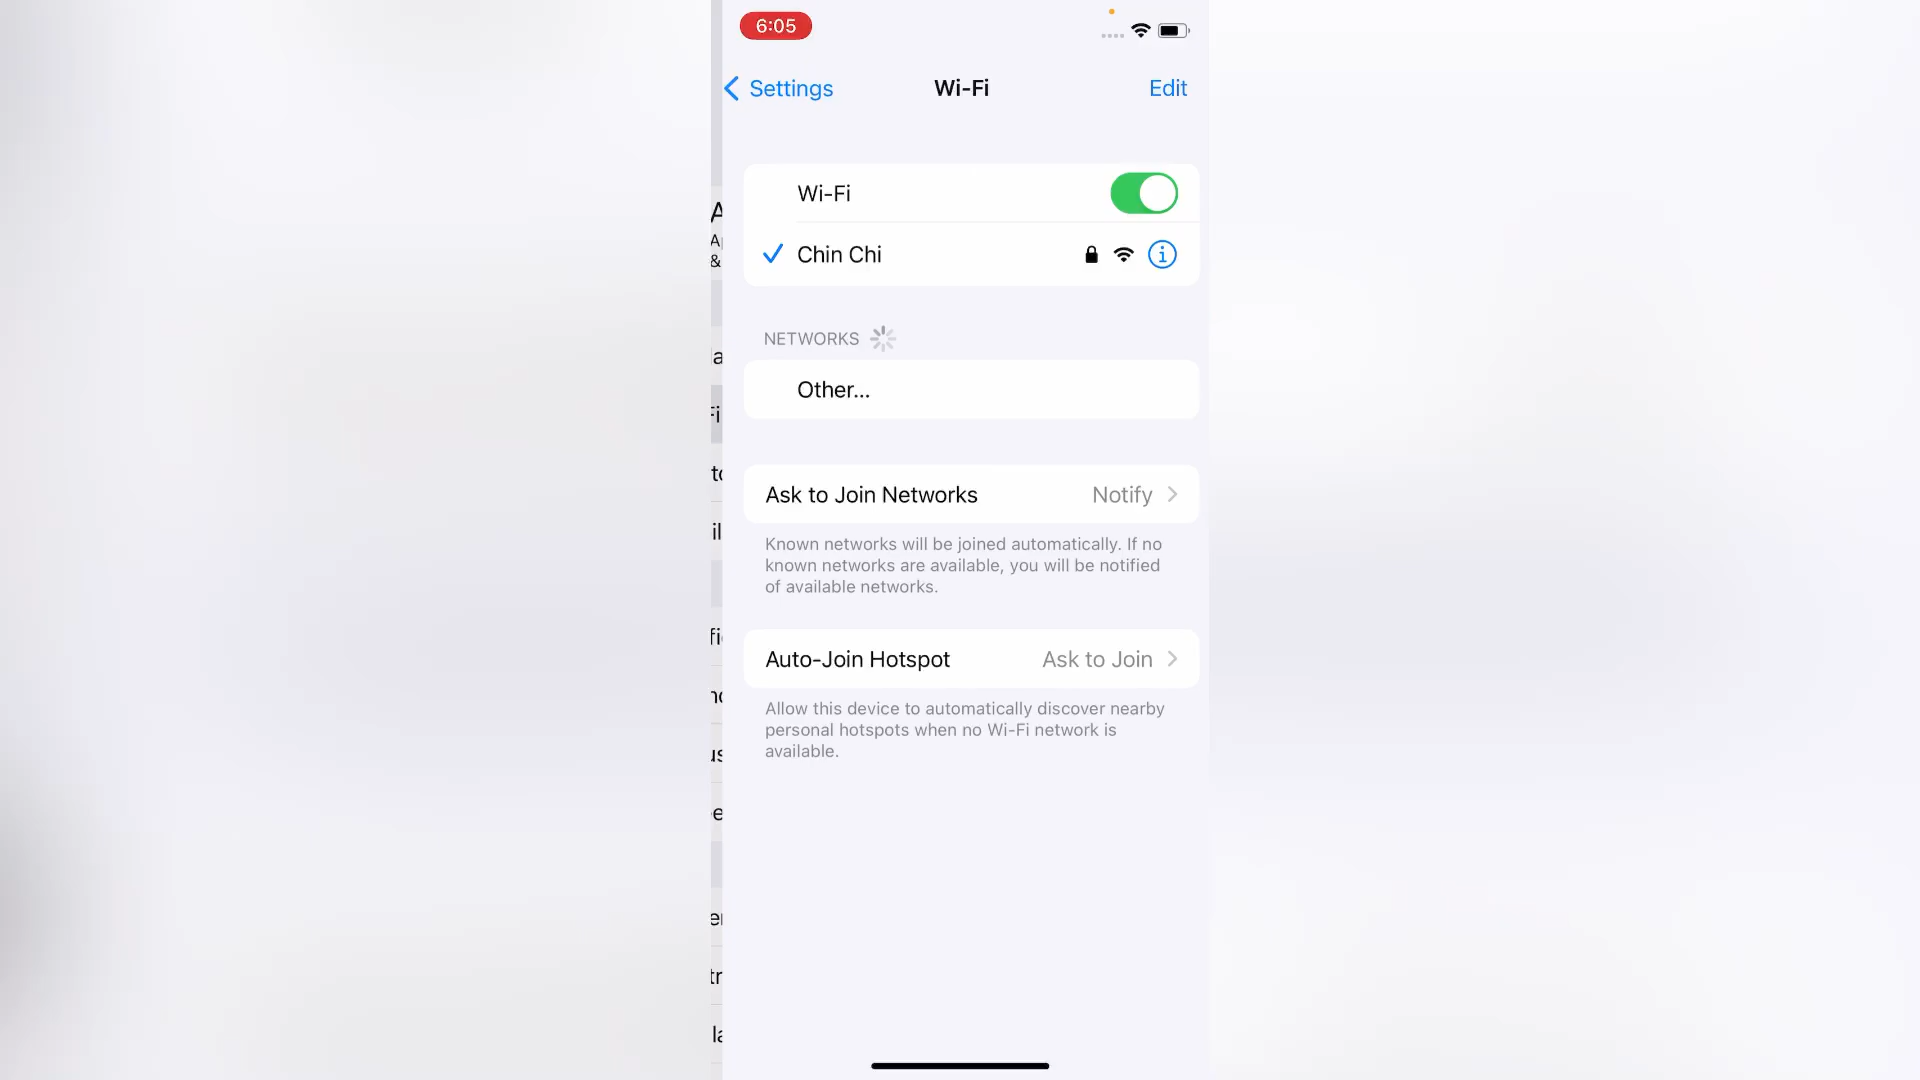 6:05
Settings
Wi-Fi
Edit
Wi-Fi
Chin Chi
NETWORKS
Other...
Ask to Join Networks
Notify
Known networks will be joined automatically. If no
known networks are available, you will be notified
of available networks.
Auto-Join Hotspot
Ask to Join
Allow this device to automatically discover nearby
personal hotspots when no Wi-Fi network is
available.